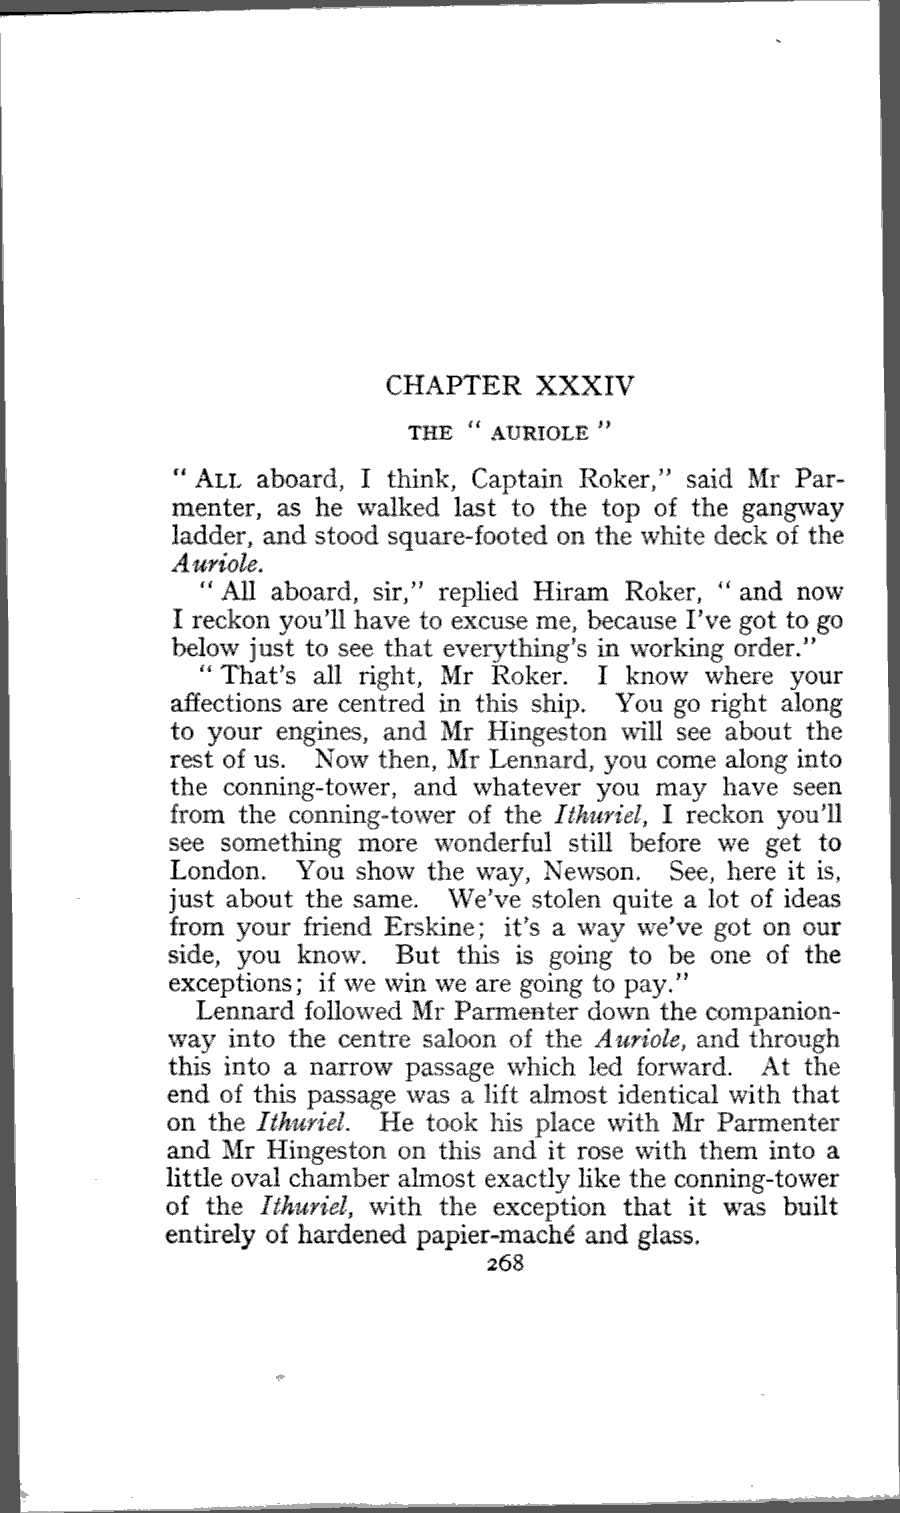 CHAPTER XXXIV
THE “ AURIOLE ”
“ ALL aboard, I think, Captain Roker,” said Mr Par-
menter, as he walked last to the top of the gangway
ladder, and stood square-footed on the white deck of the
Auriole.
“ All aboard, sir,” replied Hiram Roker, “ and now
I reckon you’ll have to excuse me, because I’ve got to go
below just to see that everything’s in working order.”
“ That’s all right, Mr Roker. I know where your
affections are centred in this ship. You go right along
to your engines, and Mr Hingeston will see about the
rest of us. Now then, Mr Lennard, you come along into
the conning-tower, and whatever you may have seen
from the conning-tower of the Ithuriel, I reckon you’ll
see something more wonderful still before we get to
London. You show the way, Newson. See, here it is,
just about the same. We’ve stolen quite a lot of ideas
from your friend Erskine; it’s a way we’ve got on our
side, you know. But this is going to be one of the
exceptions; if we win we are going to pay.”
Lennard followed Mr Parmenter down the companion-
way into the centre saloon of the Auriole, and through
this into a narrow passage which led forward. At the
end of this passage was a lift almost identical with that
on the Ithuriel. He took his place with Mr Parmenter
and Mr Hingeston on this and it rose with them into a
little oval chamber almost exactly like the conning-tower
of the Ithuriel, with the exception that it was built
entirely of hardened papier-maché and glass.
268